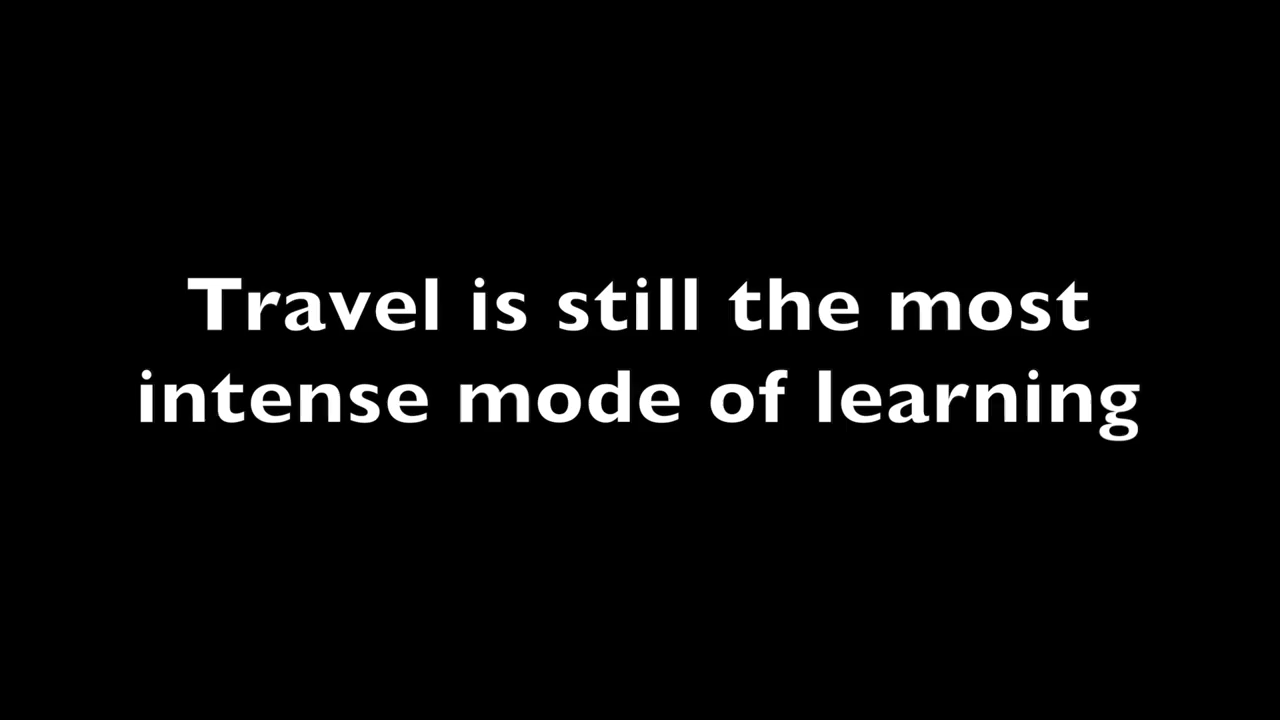 Travel is still the most
intense mode of learning